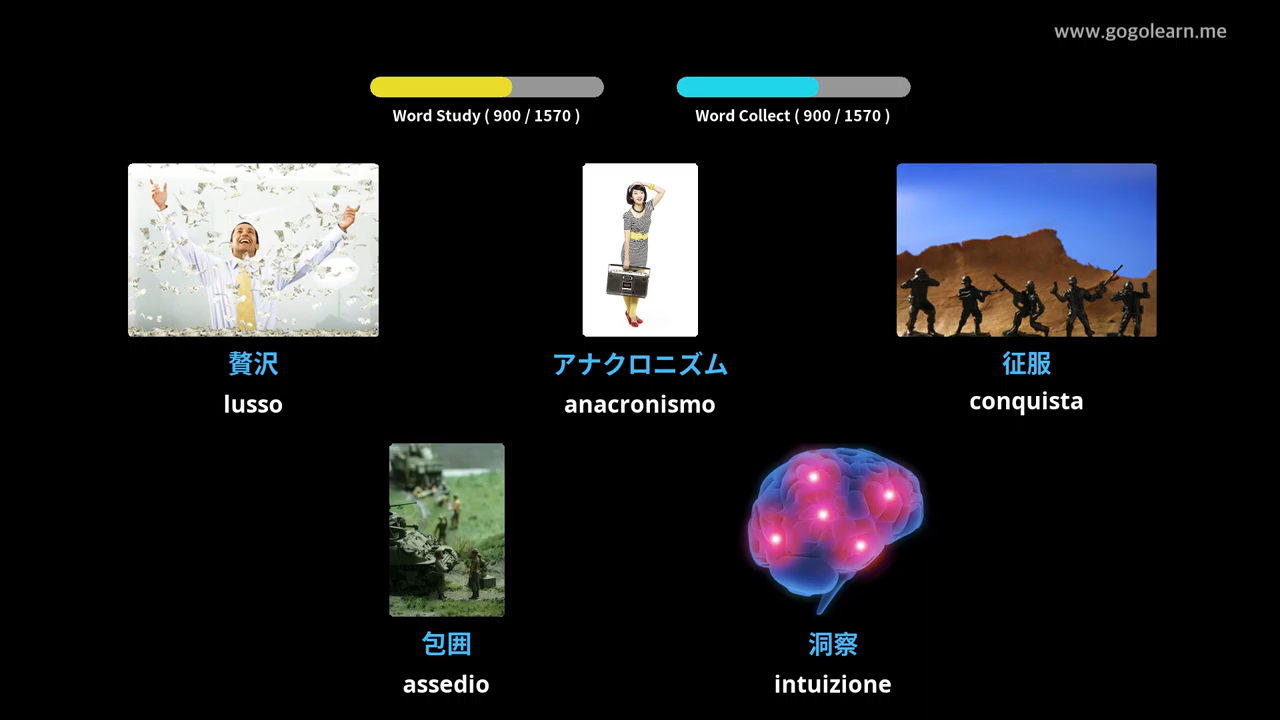 www.gogolearn.me
Word Study ( 900 / 1570 )
Word Collect ( 900 / 1570 )
贅沢
lusso
アナクロニズム
anacronismo
征服
conquista
包囲
assedio
洞察
intuizione